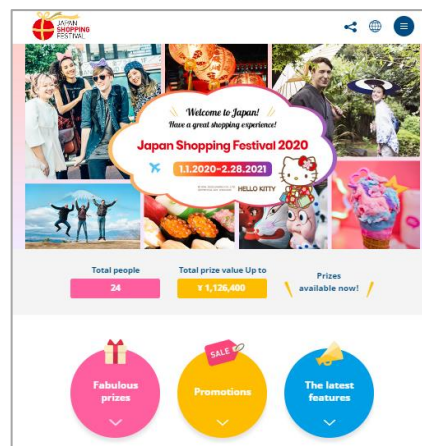 JAPAN
SHOPPING
FESTIVAL
Welcome to Japan!
Have a great shopping experience!
Japan Shopping Festival 2020
1.1.2020-2.28.2021
HELLO KITTY
Total people
24
Total prize value Up to
¥ 1,126,400
Prizes
available now!
SALE
Fabulous
prizes
Promotions
The latest
features